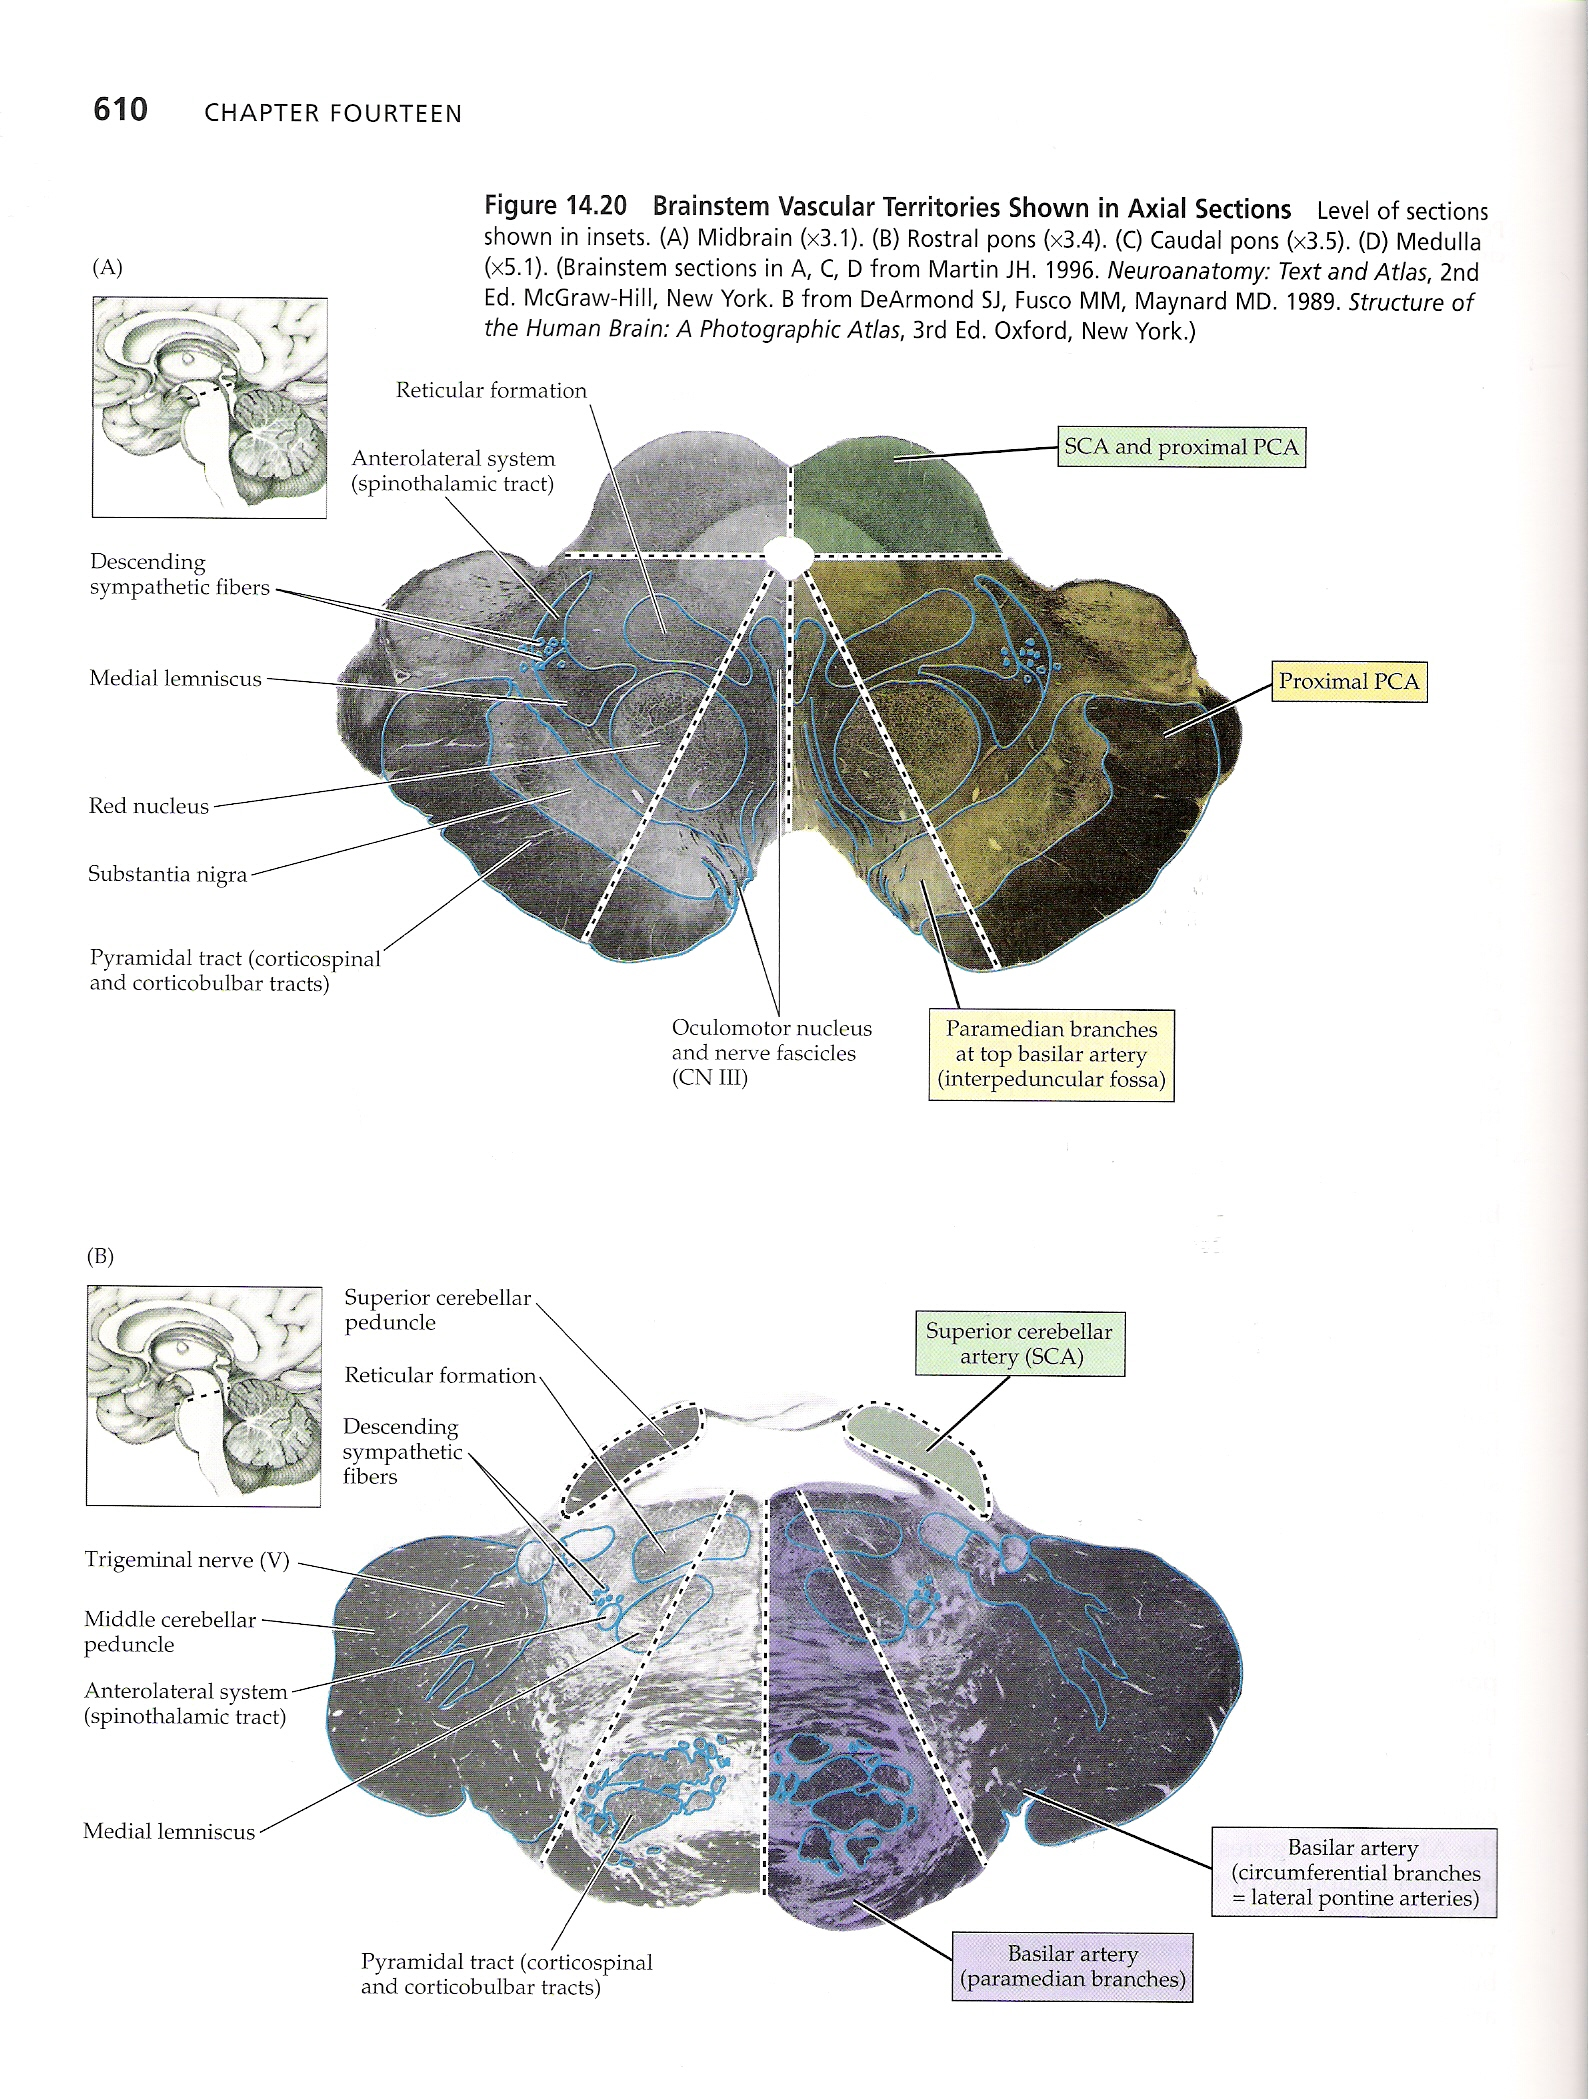 610 CHAPTER FOURTEEN
Figure 14.20 Brainstem Vascular Territories Shown in Axial Sections Level of sections
shown in insets. (A) Midbrain (×3.1). (B) Rostral pons (×3.4). (C) Caudal pons (×3.5). (D) Medulla
(×5.1). (Brainstem sections in A, C, D from Martin JH. 1996. Neuroanatomy: Text and Atlas, 2nd
Ed. McGraw-Hill, New York. B from DeArmond SJ, Fusco MM, Maynard MD. 1989. Structure of
the Human Brain: A Photographic Atlas, 3rd Ed. Oxford, New York.)
(A)
Reticular formation
Anterolateral system
(spinothalamic tract)
SCA and proximal PCA
Descending
sympathetic fibers
Medial lemniscus
Proximal PCA
Red nucleus
Substantia nigra
Pyramidal tract (corticospinal
and corticobulbar tracts)
Oculomotor nucleus
and nerve fascicles
(CN III)
Paramedian branches
at top basilar artery
(interpeduncular fossa)
(B)
Superior cerebellar
peduncle
Superior cerebellar
artery (SCA)
Reticular formation
Descending
sympathetic
fibers
Trigeminal nerve (V)
Middle cerebellar
peduncle
Anterolateral system
(spinothalamic tract)
Medial lemniscus
Basilar artery
(circumferential branches
= lateral pontine arteries)
Pyramidal tract (corticospinal
and corticobulbar tracts)
Basilar artery
(paramedian branches)